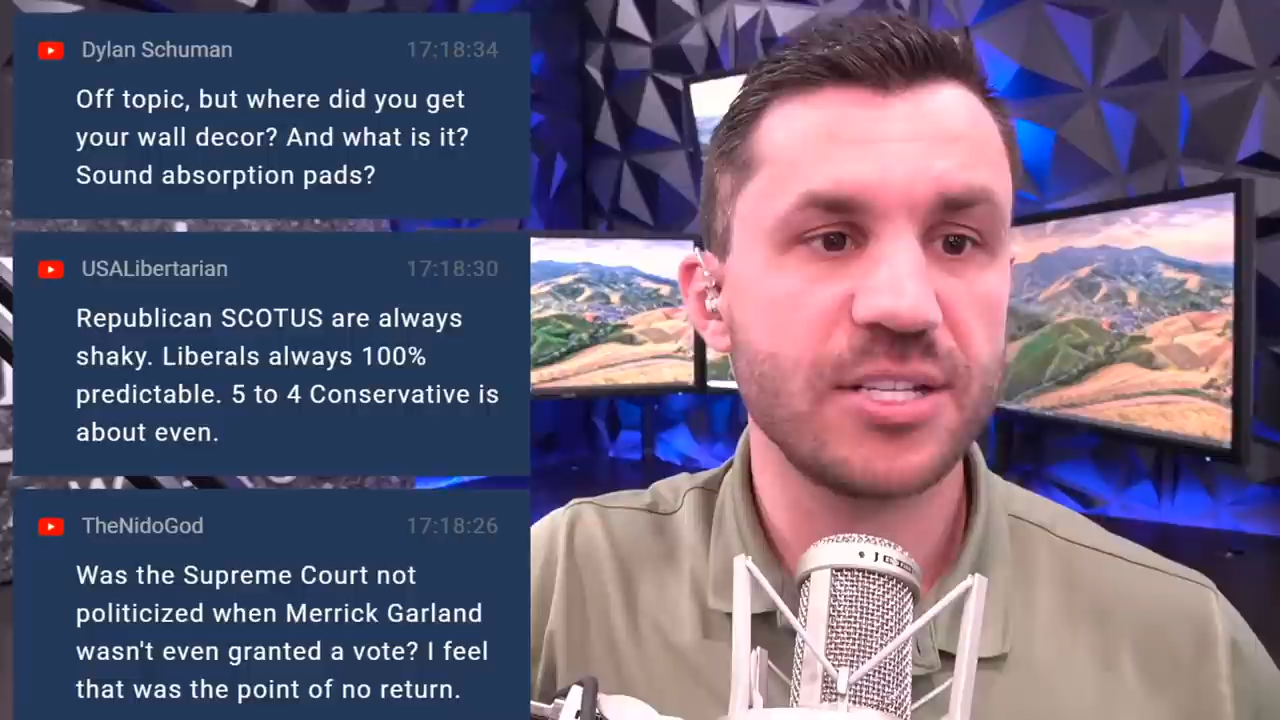 Dylan Schuman 17:18:34
Off topic, but where did you get
your wall decor? And what is it?
Sound absorption pads?
USALibertarian 17:18:30
Republican SCOTUS are always
shaky. Liberals always 100%
predictable. 5 to 4 Conservative is
about even.
TheNidoGod 17:18:26
Was the Supreme Court not
politicized when Merrick Garland
wasn't even granted a vote? I feel
that was the point of no return.